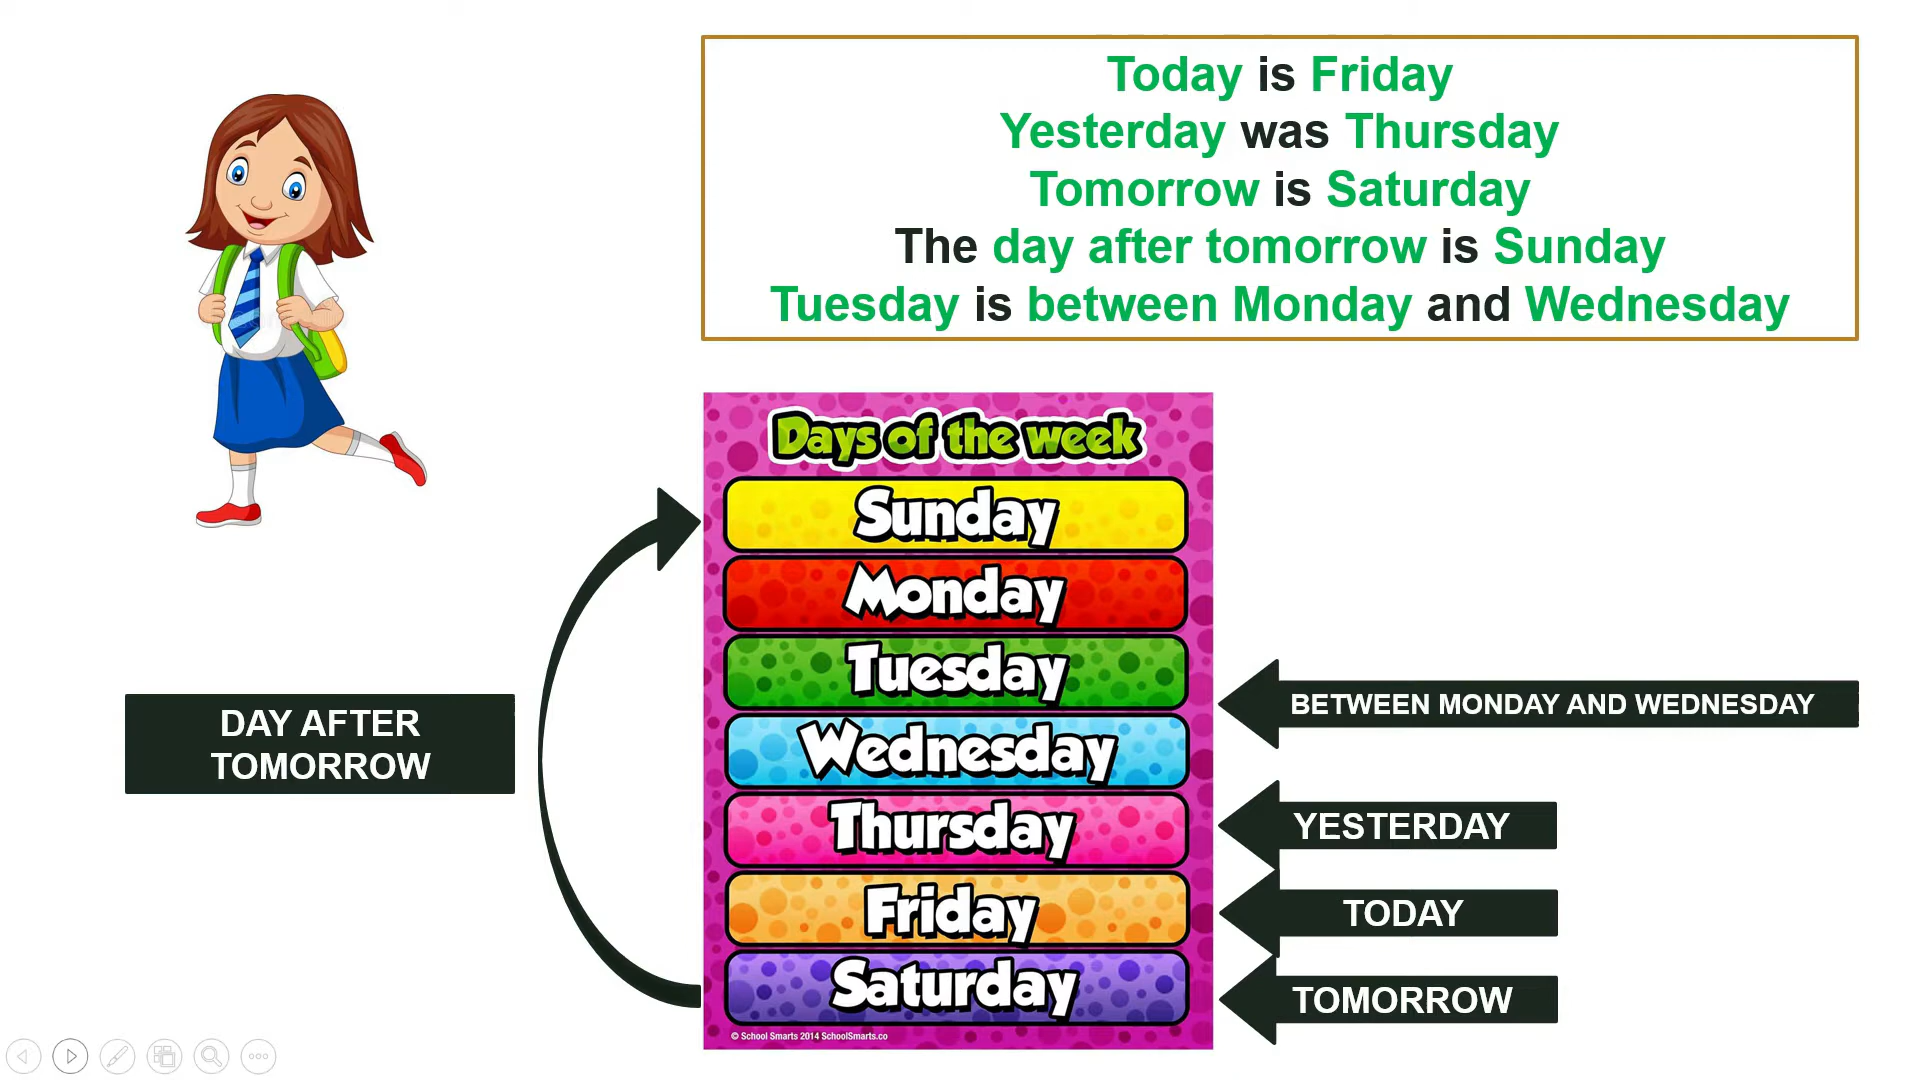 Today is Friday
Yesterday was Thursday
Tomorrow is Saturday
The day after tomorrow is Sunday
Tuesday is between Monday and Wednesday
Days of the week
Sunday
Monday
Tuesday
Wednesday
Thursday
Friday
Saturday
© School Smarts 2014 SchoolSmarts.co
DAY AFTER
TOMORROW
BETWEEN MONDAY AND WEDNESDAY
YESTERDAY
TODAY
TOMORROW